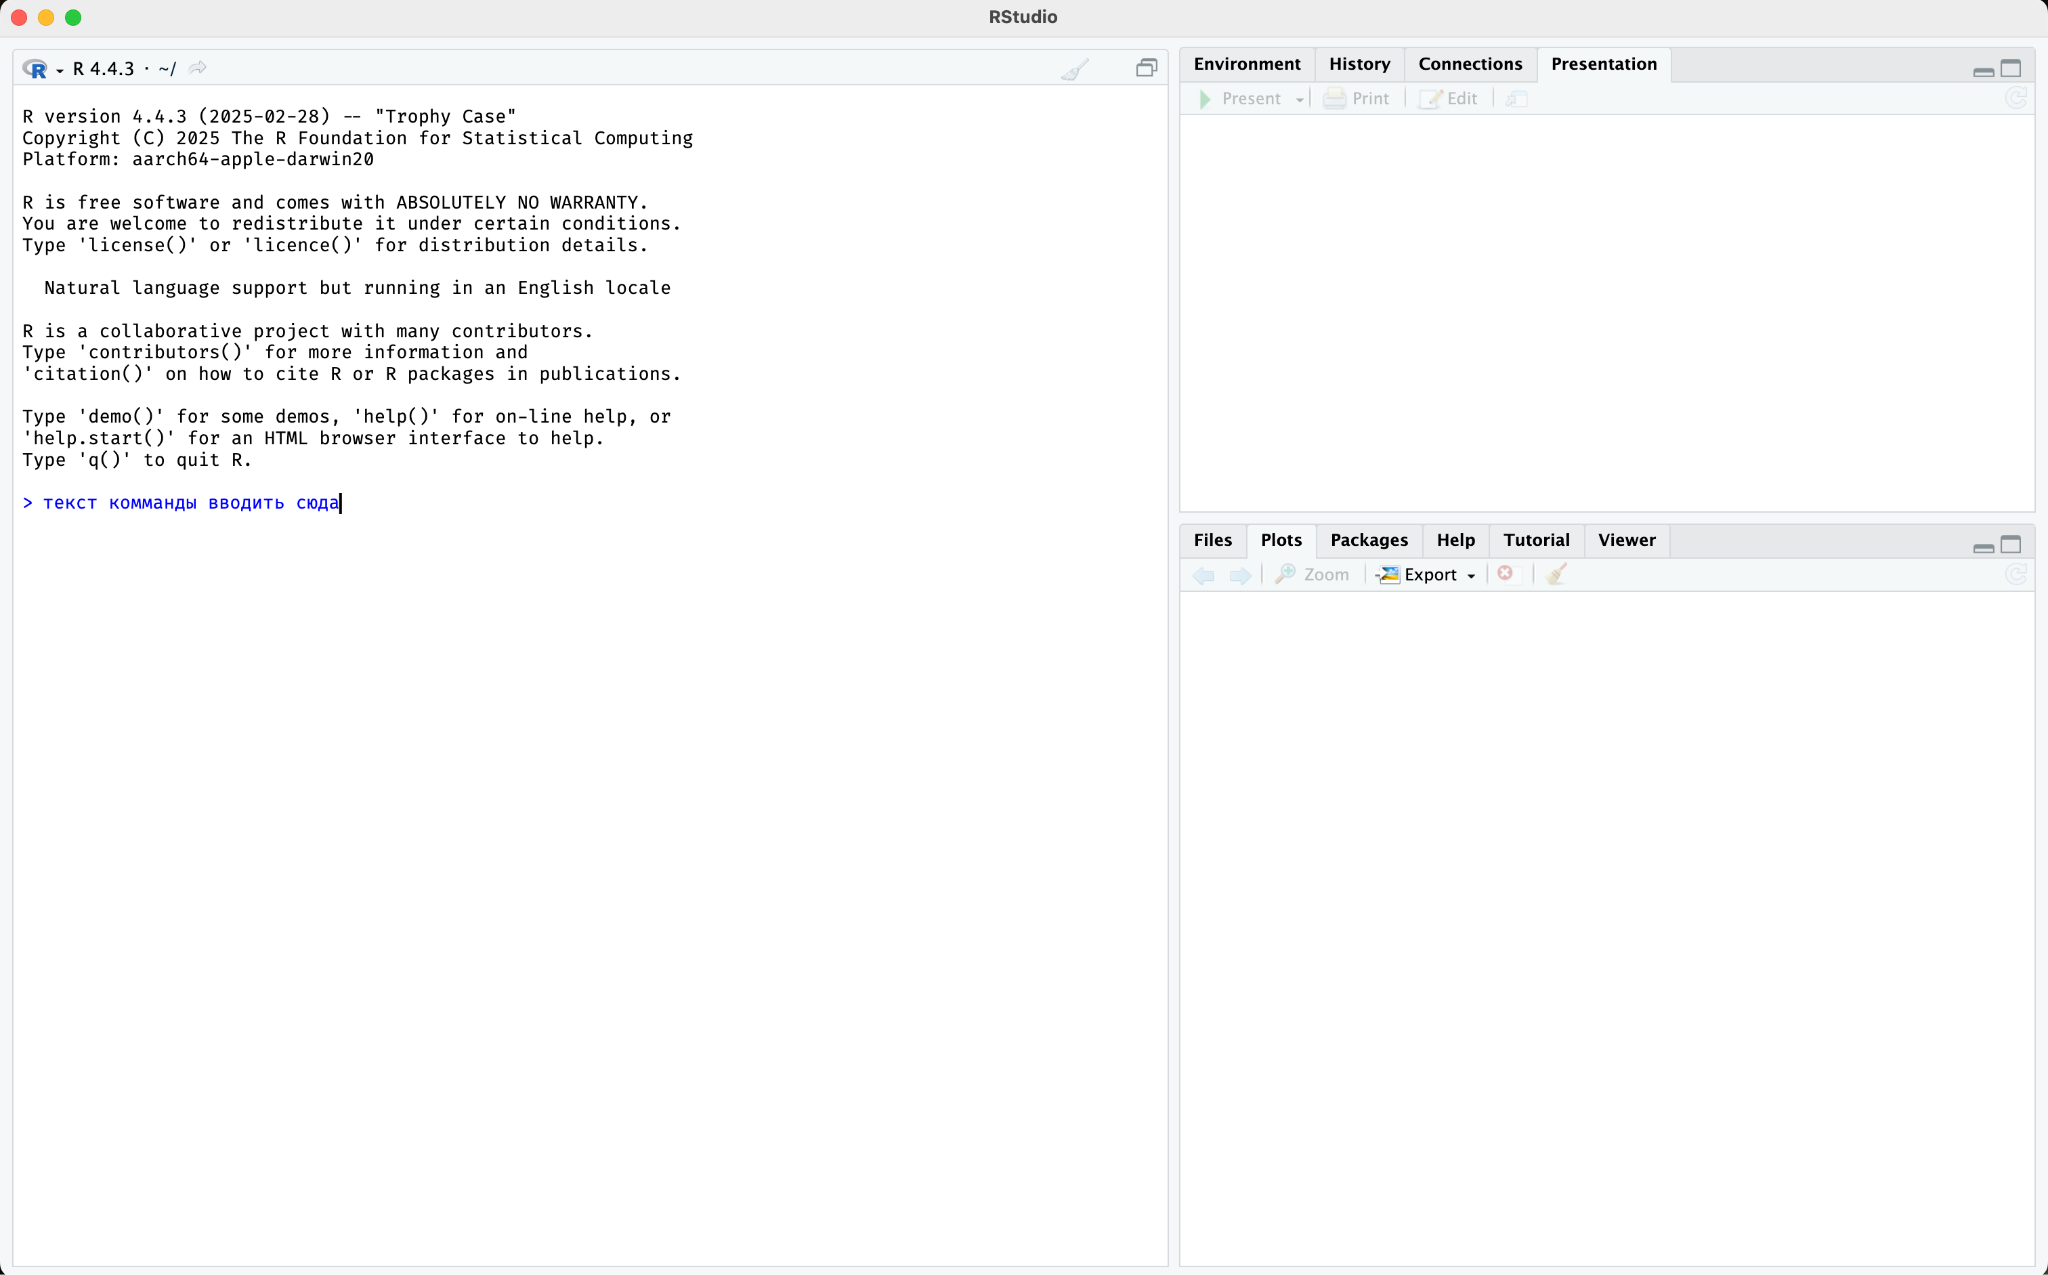 RStudio
R 4.4.3 · ~/
R version 4.4.3 (2025-02-28) -- "Trophy Case"
Copyright (C) 2025 The R Foundation for Statistical Computing
Platform: aarch64-apple-darwin20
R is free software and comes with ABSOLUTELY NO WARRANTY.
You are welcome to redistribute it under certain conditions.
Type 'license()' or 'licence()' for distribution details.
Natural language support but running in an English locale
R is a collaborative project with many contributors.
Type 'contributors()' for more information and
'citation()' on how to cite R or R packages in publications.
Type 'demo()' for some demos, 'help()' for on-line help, or
'help.start()' for an HTML browser interface to help.
Type 'q()' to quit R.
> текст комманды вводить сюда
Environment History Connections Presentation
Present Print Edit
Files Plots Packages Help Tutorial Viewer
Zoom Export